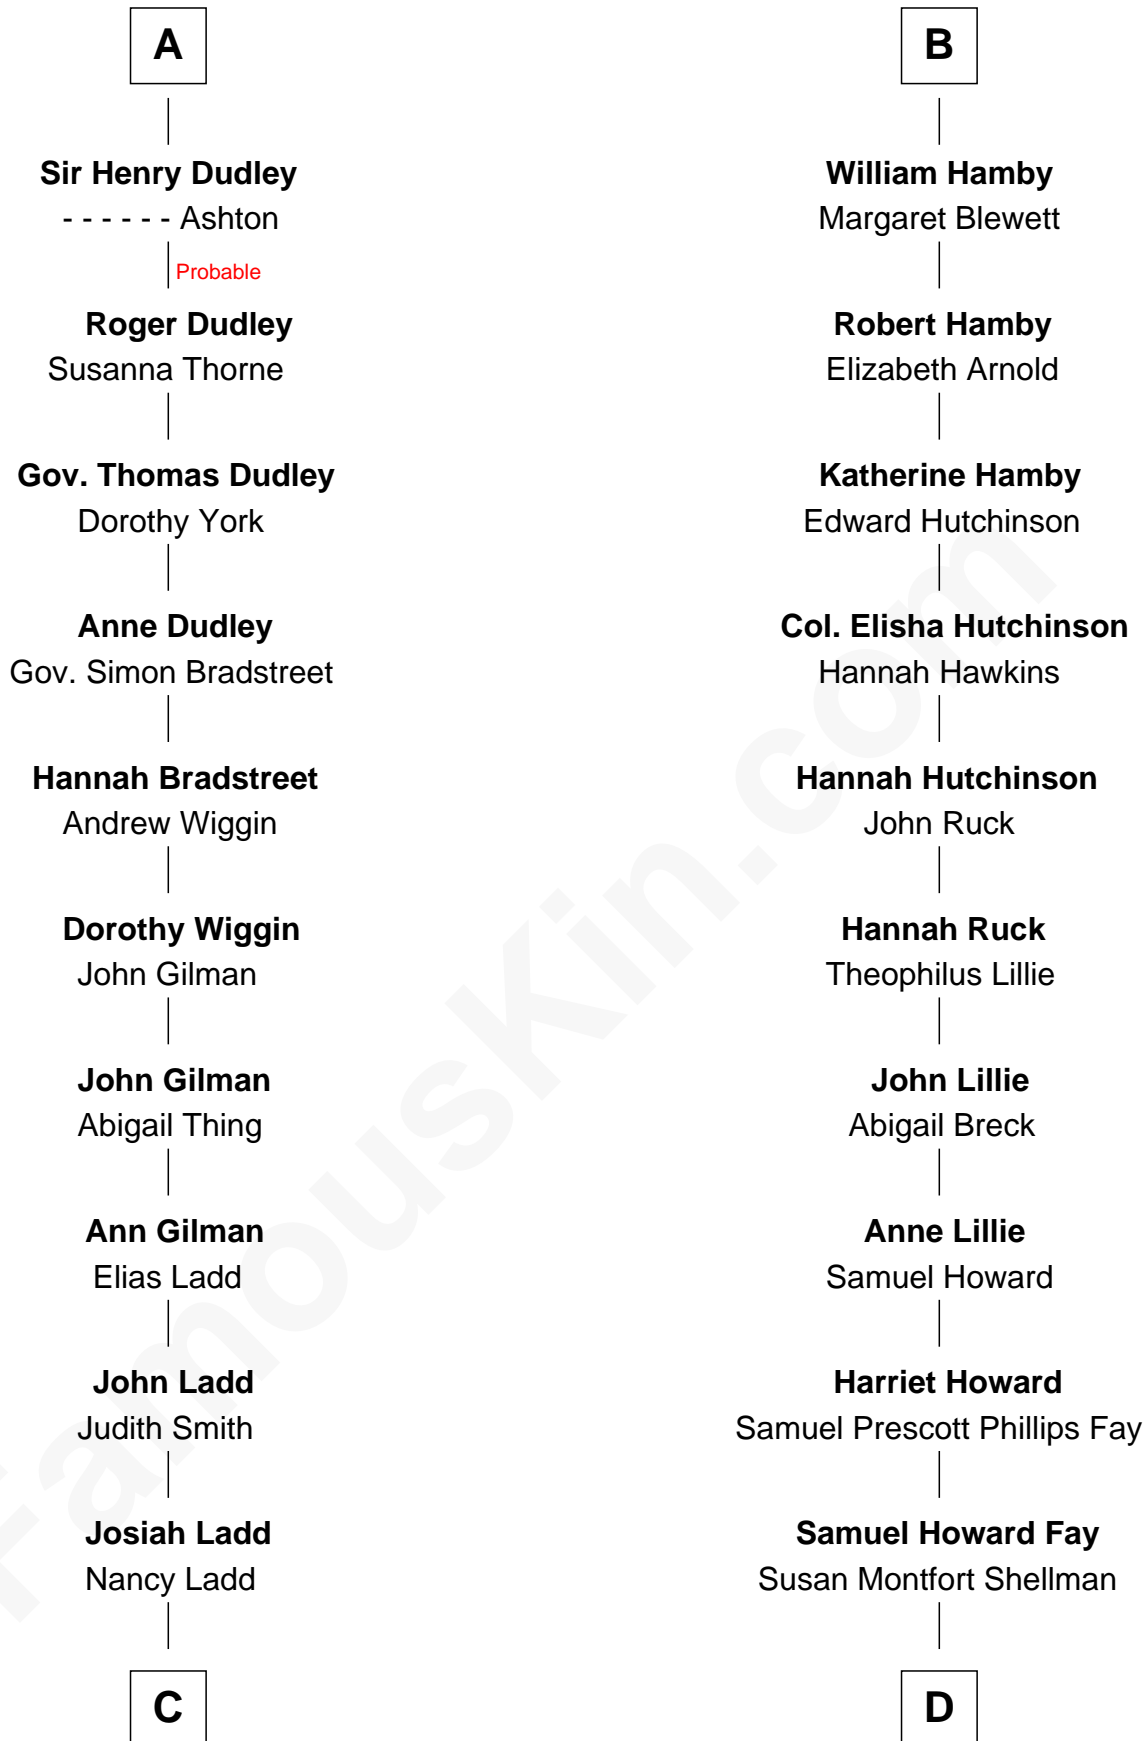 A
Sir Henry Dudley
- - - - - - Ashton
Probable
Roger Dudley
Susanna Thorne
Gov. Thomas Dudley
Dorothy York
Anne Dudley
Gov. Simon Bradstreet
Hannah Bradstreet
Andrew Wiggin
Dorothy Wiggin
John Gilman
John Gilman
Abigail Thing
Ann Gilman
Elias Ladd
John Ladd
Judith Smith
Josiah Ladd
Nancy Ladd
C
B
William Hamby
Margaret Blewett
Robert Hamby
Elizabeth Arnold
Katherine Hamby
Edward Hutchinson
Col. Elisha Hutchinson
Hannah Hawkins
Hannah Hutchinson
John Ruck
Hannah Ruck
Theophilus Lillie
John Lillie
Abigail Breck
Anne Lillie
Samuel Howard
Harriet Howard
Samuel Prescott Phillips Fay
Samuel Howard Fay
Susan Montfort Shellman
D
FamousKin.com